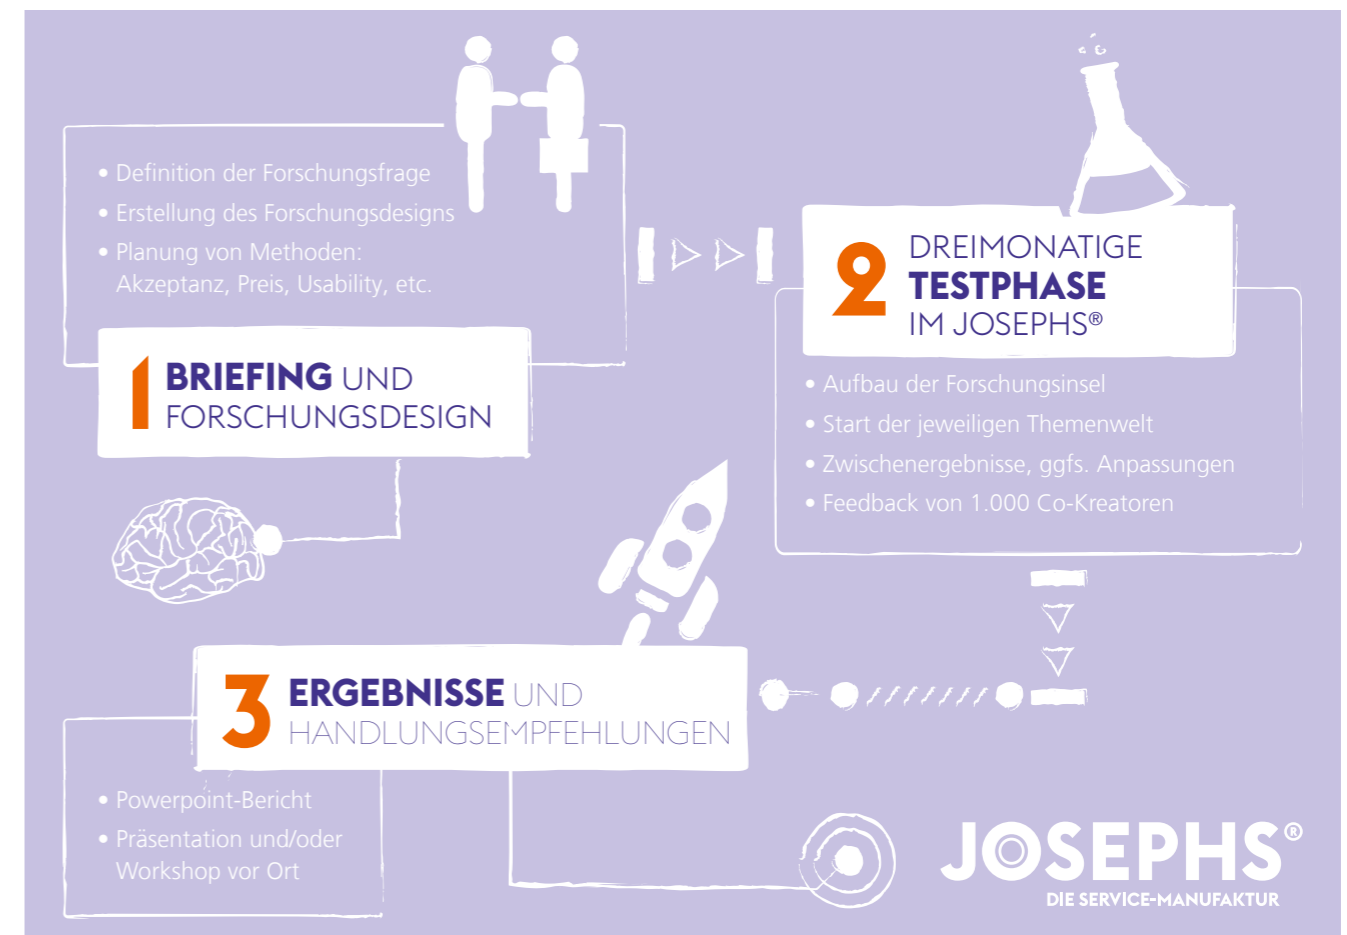 • Definition der Forschungsfrage
• Erstellung des Forschungsdesigns
• Planung von Methoden:
Akzeptanz, Preis, Usability, etc.
1 BRIEFING UND
FORSCHUNGSDESIGN
2 DREIMONATIGE
TESTPHASE
IM JOSEPHS®
• Aufbau der Forschungsinsel
• Start der jeweiligen Themenwelt
• Zwischenergebnisse, ggfs. Anpassungen
• Feedback von 1.000 Co-Kreatoren
3 ERGEBNISSE UND
HANDLUNGSEMPFEHLUNGEN
• Powerpoint-Bericht
• Präsentation und/oder
Workshop vor Ort
JOSEPHS®
DIE SERVICE-MANUFAKTUR